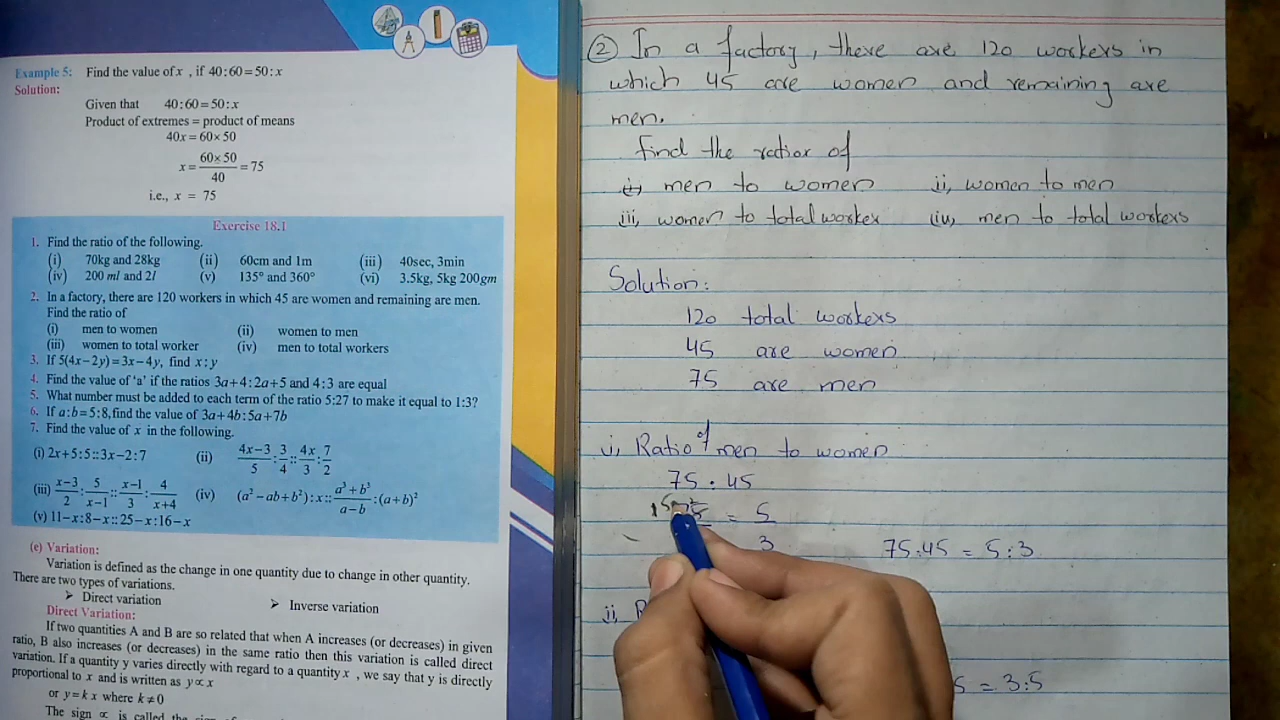 Example 5: Find the value of x , if 40:60=50:x
Solution:
Given that 40:60=50:x
Product of extremes = product of means
40x=60×50
x=60×50/40=75
i.e., x = 75
Exercise 18.1
1. Find the ratio of the following.
(i) 70kg and 28kg (ii) 60cm and 1m (iii) 40sec, 3min
(iv) 200 ml and 2l (v) 135° and 360° (vi) 3.5kg, 5kg 200gm
2. In a factory, there are 120 workers in which 45 are women and remaining are men.
Find the ratio of
(i) men to women (ii) women to men
(iii) women to total worker (iv) men to total workers
3. If 5(4x−2y)=3x−4y, find x:y
4. Find the value of 'a' if the ratios 3a+4:2a+5 and 4:3 are equal
5. What number must be added to each term of the ratio 5:27 to make it equal to 1:3?
6. If a:b=5:8, find the value of 3a+4b:5a+7b
7. Find the value of x in the following.
(i) 2x+5:5::3x−2:7 (ii) 4x−3/5:3/4::4x/3:7/2
(iii) x−3/2:5/x−1::x−1/3:4/x+4 (iv) (a²−ab+b²):x::a³+b³/a−b:(a+b)²
(v) 11−x:8−x::25−x:16−x
(e) Variation:
Variation is defined as the change in one quantity due to change in other quantity.
There are two types of variations.
➤ Direct variation ➤ Inverse variation
Direct Variation:
If two quantities A and B are so related that when A increases (or decreases) in given
ratio, B also increases (or decreases) in the same ratio then this variation is called direct
variation. If a quantity y varies directly with regard to a quantity x , we say that y is directly
proportional to x and is written as y∝x
or y=k x where k≠0
The sign ∝ is called the sign of
② In a factory, there are 120 workers in
which 45 are women and remaining are
men.
Find the ratior of
(i) men to women ii, women to men
iii, women to total worker (iv, men to total workers
Solution:
120 total workers
45 are women
75 are men
i, Ratio of men to women
75 : 45
= 5/3 75:45 = 5:3
ii, R
= 3:5